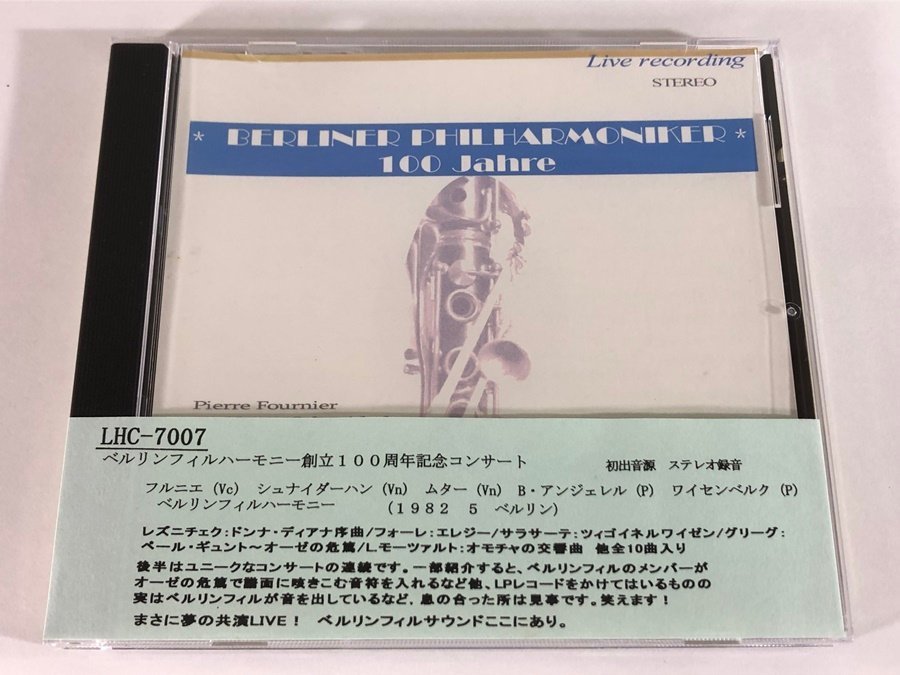 Live recording
STEREO
* BERLINER PHILHARMONIKER *
100 Jahre
Pierre Fournier
LHC-7007
ベルリンフィルハーモニー創立100周年記念コンサート 初出音源 ステレオ録音
フルニエ (Vc) シュナイダーハン (Vn) ムター (Vn) B・アンジェレル (P) ワイセンベルク (P)
ベルリンフィルハーモニー (1982 5 ベルリン)
レズニチェク:ドンナ・ディアナ序曲/フォーレ:エレジー/サラサーテ:ツィゴイネルワイゼン/グリーグ:
ペール・ギュント〜オーゼの危篤/L.モーツァルト:オモチャの交響曲 他全10曲入り
後半はユニークなコンサートの連続です。一部紹介すると、ベルリンフィルのメンバーが
オーゼの危篤で譜面に咳きこむ音符を入れるなど他、LPレコードをかけてはいるものの
実はベルリンフィルが音を出しているなど、息の合った所は見事です。笑えます!
まさに夢の共演LIVE! ベルリンフィルサウンドここにあり。